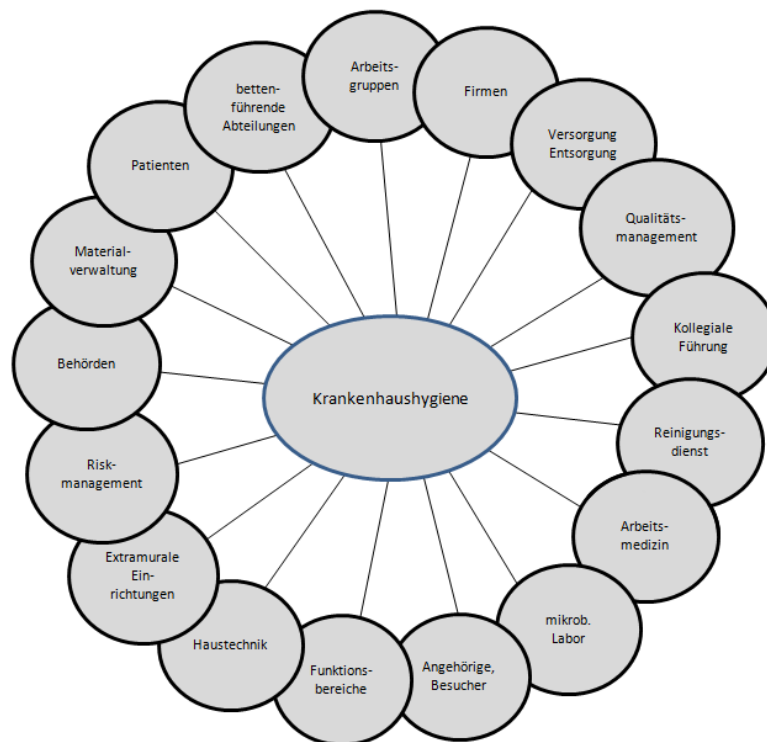 Arbeits-
gruppen
Firmen
Versorgung
Entsorgung
Qualitäts-
management
Kollegiale
Führung
Reinigungs-
dienst
Arbeits-
medizin
mikrob.
Labor
Angehörige,
Besucher
Funktions-
bereiche
Haustechnik
Extramurale
Ein-
richtungen
Risk-
management
Behörden
Material-
verwaltung
Patienten
betten-
führende
Abteilungen
Krankenhaushygiene